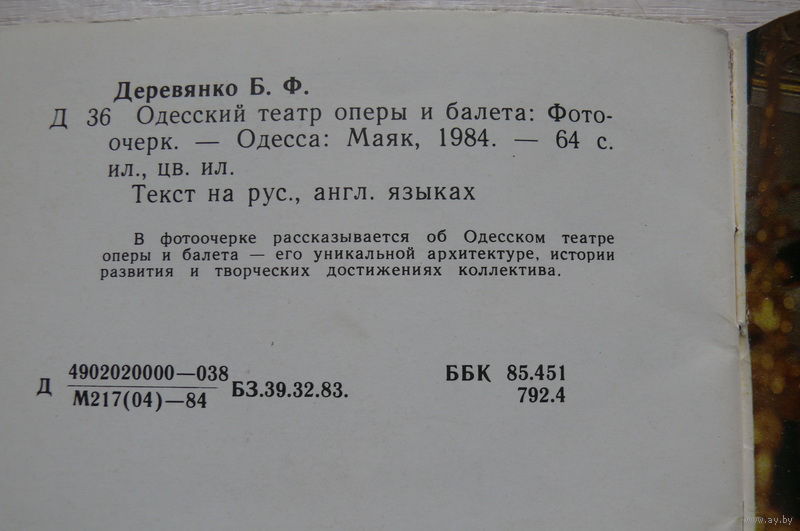 Деревянко Б. Ф.
Д 36 Одесский театр оперы и балета: Фото-
очерк. — Одесса: Маяк, 1984. — 64 с.
ил., цв. ил.
Текст на рус., англ. языках
В фотоочерке рассказывается об Одесском театре
оперы и балета — его уникальной архитектуре, истории
развития и творческих достижениях коллектива.
Д 4902020000—038 БЗ.39.32.83. ББК 85.451
М217(04)—84 792.4
www.ay.by